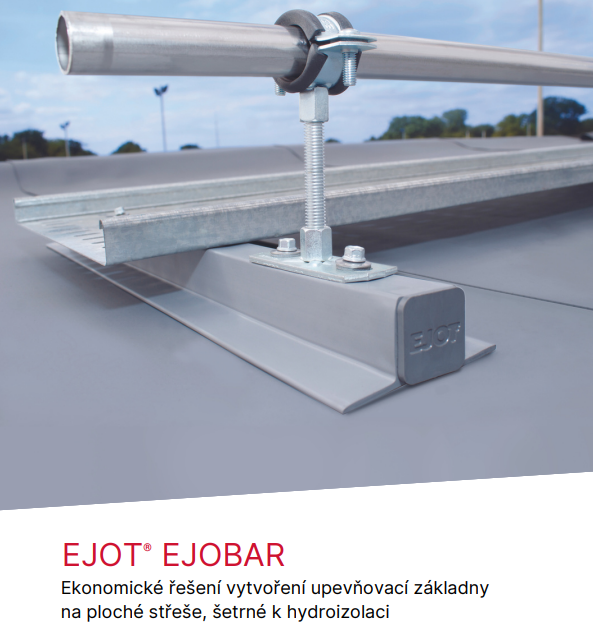 EJOT
EJOT® EJOBAR
Ekonomické řešení vytvoření upevňovací základny
na ploché střeše, šetrné k hydroizolaci